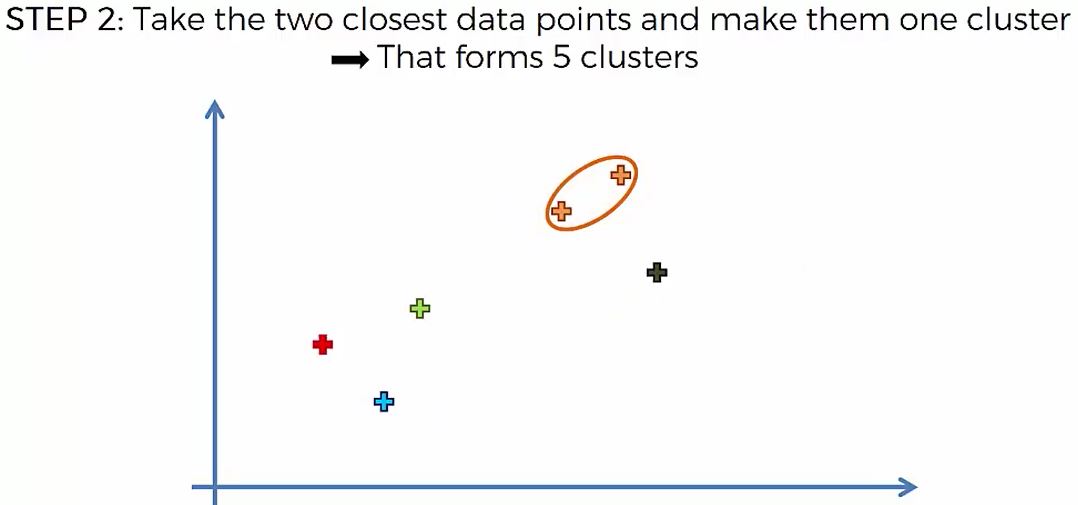 STEP 2: Take the two closest data points and make them one cluster
➡ That forms 5 clusters